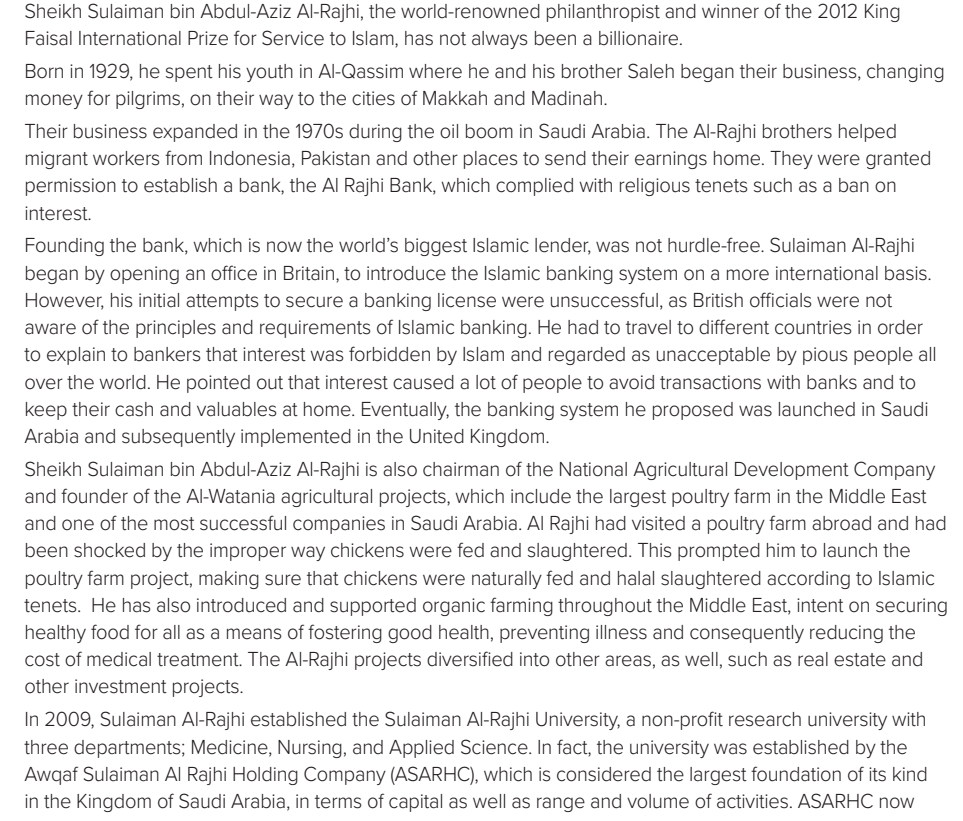 Sheikh Sulaiman bin Abdul-Aziz Al-Rajhi, the world-renowned philanthropist and winner of the 2012 King
Faisal International Prize for Service to Islam, has not always been a billionaire.
Born in 1929, he spent his youth in Al-Qassim where he and his brother Saleh began their business, changing
money for pilgrims, on their way to the cities of Makkah and Madinah.
Their business expanded in the 1970s during the oil boom in Saudi Arabia. The Al-Rajhi brothers helped
migrant workers from Indonesia, Pakistan and other places to send their earnings home. They were granted
permission to establish a bank, the Al Rajhi Bank, which complied with religious tenets such as a ban on
interest.
Founding the bank, which is now the world's biggest Islamic lender, was not hurdle-free. Sulaiman Al-Rajhi
began by opening an office in Britain, to introduce the Islamic banking system on a more international basis.
However, his initial attempts to secure a banking license were unsuccessful, as British officials were not
aware of the principles and requirements of Islamic banking. He had to travel to different countries in order
to explain to bankers that interest was forbidden by Islam and regarded as unacceptable by pious people all
over the world. He pointed out that interest caused a lot of people to avoid transactions with banks and to
keep their cash and valuables at home. Eventually, the banking system he proposed was launched in Saudi
Arabia and subsequently implemented in the United Kingdom.
Sheikh Sulaiman bin Abdul-Aziz Al-Rajhi is also chairman of the National Agricultural Development Company
and founder of the Al-Watania agricultural projects, which include the largest poultry farm in the Middle East
and one of the most successful companies in Saudi Arabia. Al Rajhi had visited a poultry farm abroad and had
been shocked by the improper way chickens were fed and slaughtered. This prompted him to launch the
poultry farm project, making sure that chickens were naturally fed and halal slaughtered according to Islamic
tenets. He has also introduced and supported organic farming throughout the Middle East, intent on securing
healthy food for all as a means of fostering good health, preventing illness and consequently reducing the
cost of medical treatment. The Al-Rajhi projects diversified into other areas, as well, such as real estate and
other investment projects.
In 2009, Sulaiman Al-Rajhi established the Sulaiman Al-Rajhi University, a non-profit research university with
three departments; Medicine, Nursing, and Applied Science. In fact, the university was established by the
Awqaf Sulaiman Al Rajhi Holding Company (ASARHC), which is considered the largest foundation of its kind
in the Kingdom of Saudi Arabia, in terms of capital as well as range and volume of activities. ASARHC now